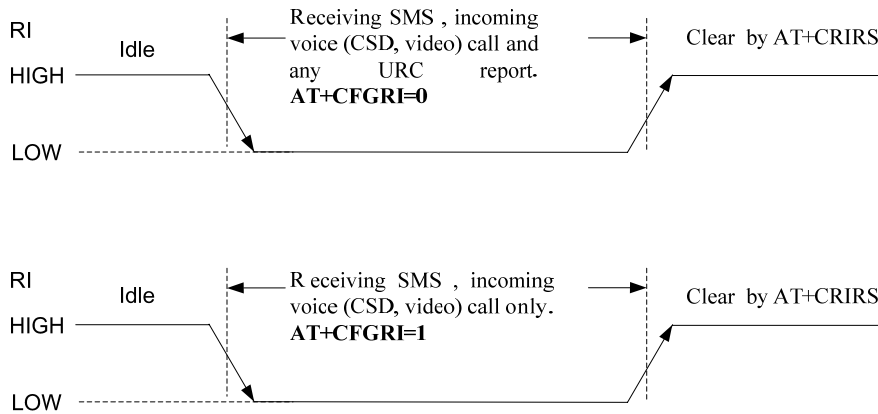 RI
Idle
Receiving SMS , incoming
voice (CSD, video) call and
any URC report.
AT+CFGRI=0
Clear by AT+CRIRS
HIGH
LOW
RI
Idle
R eceiving SMS , incoming
voice (CSD, video) call only.
AT+CFGRI=1
Clear by AT+CRIRS
HIGH
LOW